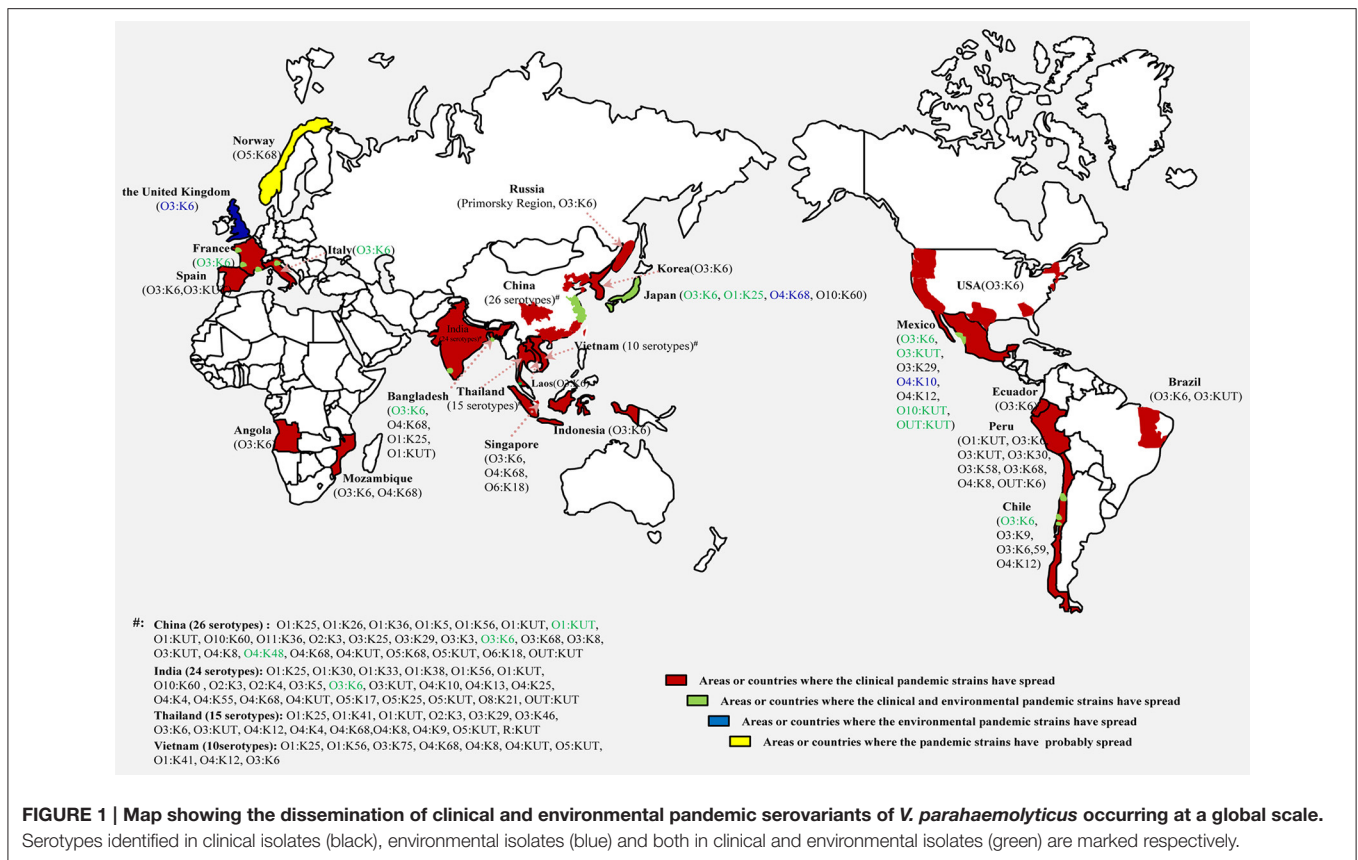 Norway
(O5:K68)
the United Kingdom
(O3:K6)
France
(O3:K6)
Spain
(O3:K6,O3:KUT)
Italy(O3:K6)
Russia
(Primorsky Region, O3:K6)
Korea(O3:K6)
China
(26 serotypes)#
Japan (O3:K6, O1:K25, O4:K68, O10:K60)
India
Vietnam (10 serotypes)#
Laos(O3:K6)
Thailand
(15 serotypes)#
Bangladesh
(O3:K6,
O4:K68,
O1:K25,
O1:KUT)
Singapore
(O3:K6,
O4:K68,
O6:K18)
Indonesia (O3:K6)
Angola
(O3:K6)
Mozambique
(O3:K6, O4:K68)
USA(O3:K6)
Mexico
(O3:K6,
O3:KUT,
O3:K29,
O4:K10,
O4:K12,
O10:KUT,
OUT:KUT)
Ecuador
(O3:K6)
Brazil
(O3:K6, O3:KUT)
Peru
(O1:KUT, O3:K6,
O3:KUT, O3:K30,
O3:K58, O3:K68,
O4:K8, OUT:K6)
Chile
(O3:K6,
O3:K9,
O3:K6,59,
O4:K12)
#: China (26 serotypes) : O1:K25, O1:K26, O1:K36, O1:K5, O1:K56, O1:KUT, O1:KUT,
O1:KUT, O10:K60, O11:K36, O2:K3, O3:K25, O3:K29, O3:K3, O3:K6, O3:K68, O3:K8,
O3:KUT, O4:K8, O4:K48, O4:K68, O4:KUT, O5:K68, O5:KUT, O6:K18, OUT:KUT
India (24 serotypes): O1:K25, O1:K30, O1:K33, O1:K38, O1:K56, O1:KUT,
O10:K60 , O2:K3, O2:K4, O3:K5, O3:K6, O3:KUT, O4:K10, O4:K13, O4:K25,
O4:K4, O4:K55, O4:K68, O4:KUT, O5:K17, O5:K25, O5:KUT, O8:K21, OUT:KUT
Thailand (15 serotypes): O1:K25, O1:K41, O1:KUT, O2:K3, O3:K29, O3:K46,
O3:K6, O3:KUT, O4:K12, O4:K4, O4:K68,O4:K8, O4:K9, O5:KUT, R:KUT
Vietnam (10serotypes): O1:K25, O1:K56, O3:K75, O4:K68, O4:K8, O4:KUT, O5:KUT,
O1:K41, O4:K12, O3:K6
Areas or countries where the clinical pandemic strains have spread
Areas or countries where the clinical and environmental pandemic strains have spread
Areas or countries where the environmental pandemic strains have spread
Areas or countries where the pandemic strains have probably spread
FIGURE 1 | Map showing the dissemination of clinical and environmental pandemic serovariants of V. parahaemolyticus occurring at a global scale.
Serotypes identified in clinical isolates (black), environmental isolates (blue) and both in clinical and environmental isolates (green) are marked respectively.